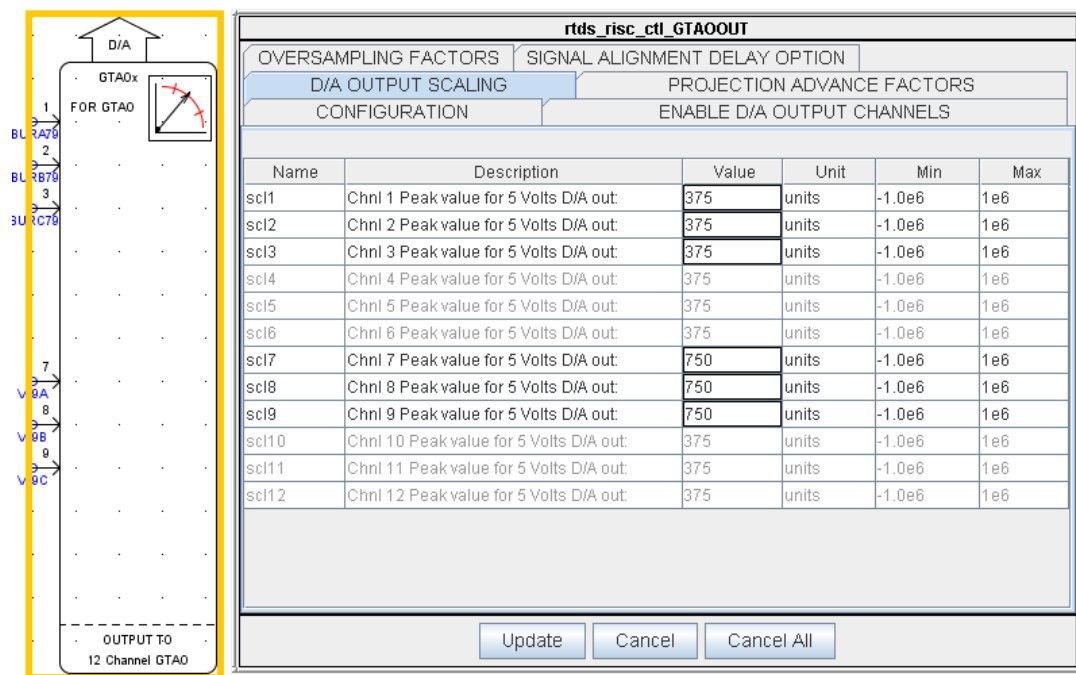 D/A
GTAOx
FOR GTAO
1
BURA79
2
BURB79
3
BURC79
7
8
9
OUTPUT TO
12 Channel GTAO
rtds_risc_ctl_GTAOOUT
OVERSAMPLING FACTORS SIGNAL ALIGNMENT DELAY OPTION
D/A OUTPUT SCALING PROJECTION ADVANCE FACTORS
CONFIGURATION ENABLE D/A OUTPUT CHANNELS
Name Description Value Unit Min Max
scl1 Chnl 1 Peak value for 5 Volts D/A out: 375 units -1.0e6 1e6
scl2 Chnl 2 Peak value for 5 Volts D/A out: 375 units -1.0e6 1e6
scl3 Chnl 3 Peak value for 5 Volts D/A out: 375 units -1.0e6 1e6
scl4 Chnl 4 Peak value for 5 Volts D/A out: 375 units -1.0e6 1e6
scl5 Chnl 5 Peak value for 5 Volts D/A out: 375 units -1.0e6 1e6
scl6 Chnl 6 Peak value for 5 Volts D/A out: 375 units -1.0e6 1e6
scl7 Chnl 7 Peak value for 5 Volts D/A out: 750 units -1.0e6 1e6
scl8 Chnl 8 Peak value for 5 Volts D/A out: 750 units -1.0e6 1e6
scl9 Chnl 9 Peak value for 5 Volts D/A out: 750 units -1.0e6 1e6
scl10 Chnl 10 Peak value for 5 Volts D/A out: 375 units -1.0e6 1e6
scl11 Chnl 11 Peak value for 5 Volts D/A out: 375 units -1.0e6 1e6
scl12 Chnl 12 Peak value for 5 Volts D/A out: 375 units -1.0e6 1e6
Update Cancel Cancel All